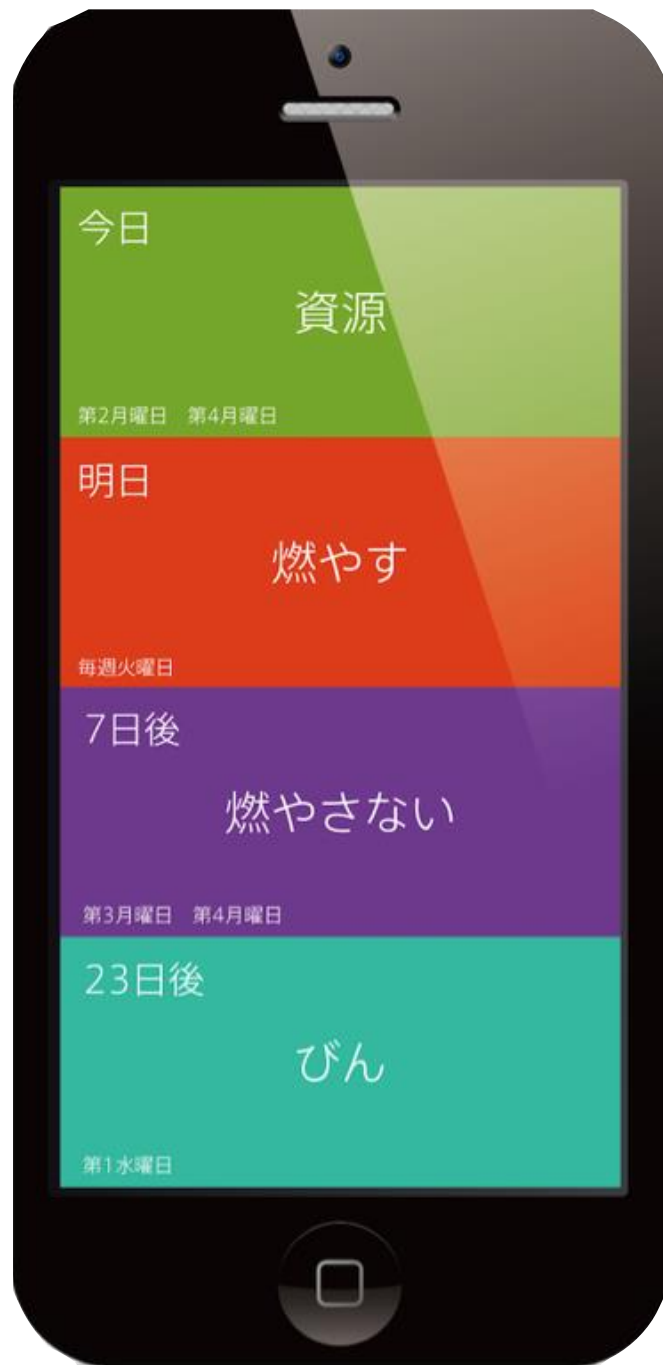 今日
資源
第2月曜日　第4月曜日
明日
燃やす
毎週火曜日
7日後
燃やさない
第3月曜日　第4月曜日
23日後
びん
第1水曜日